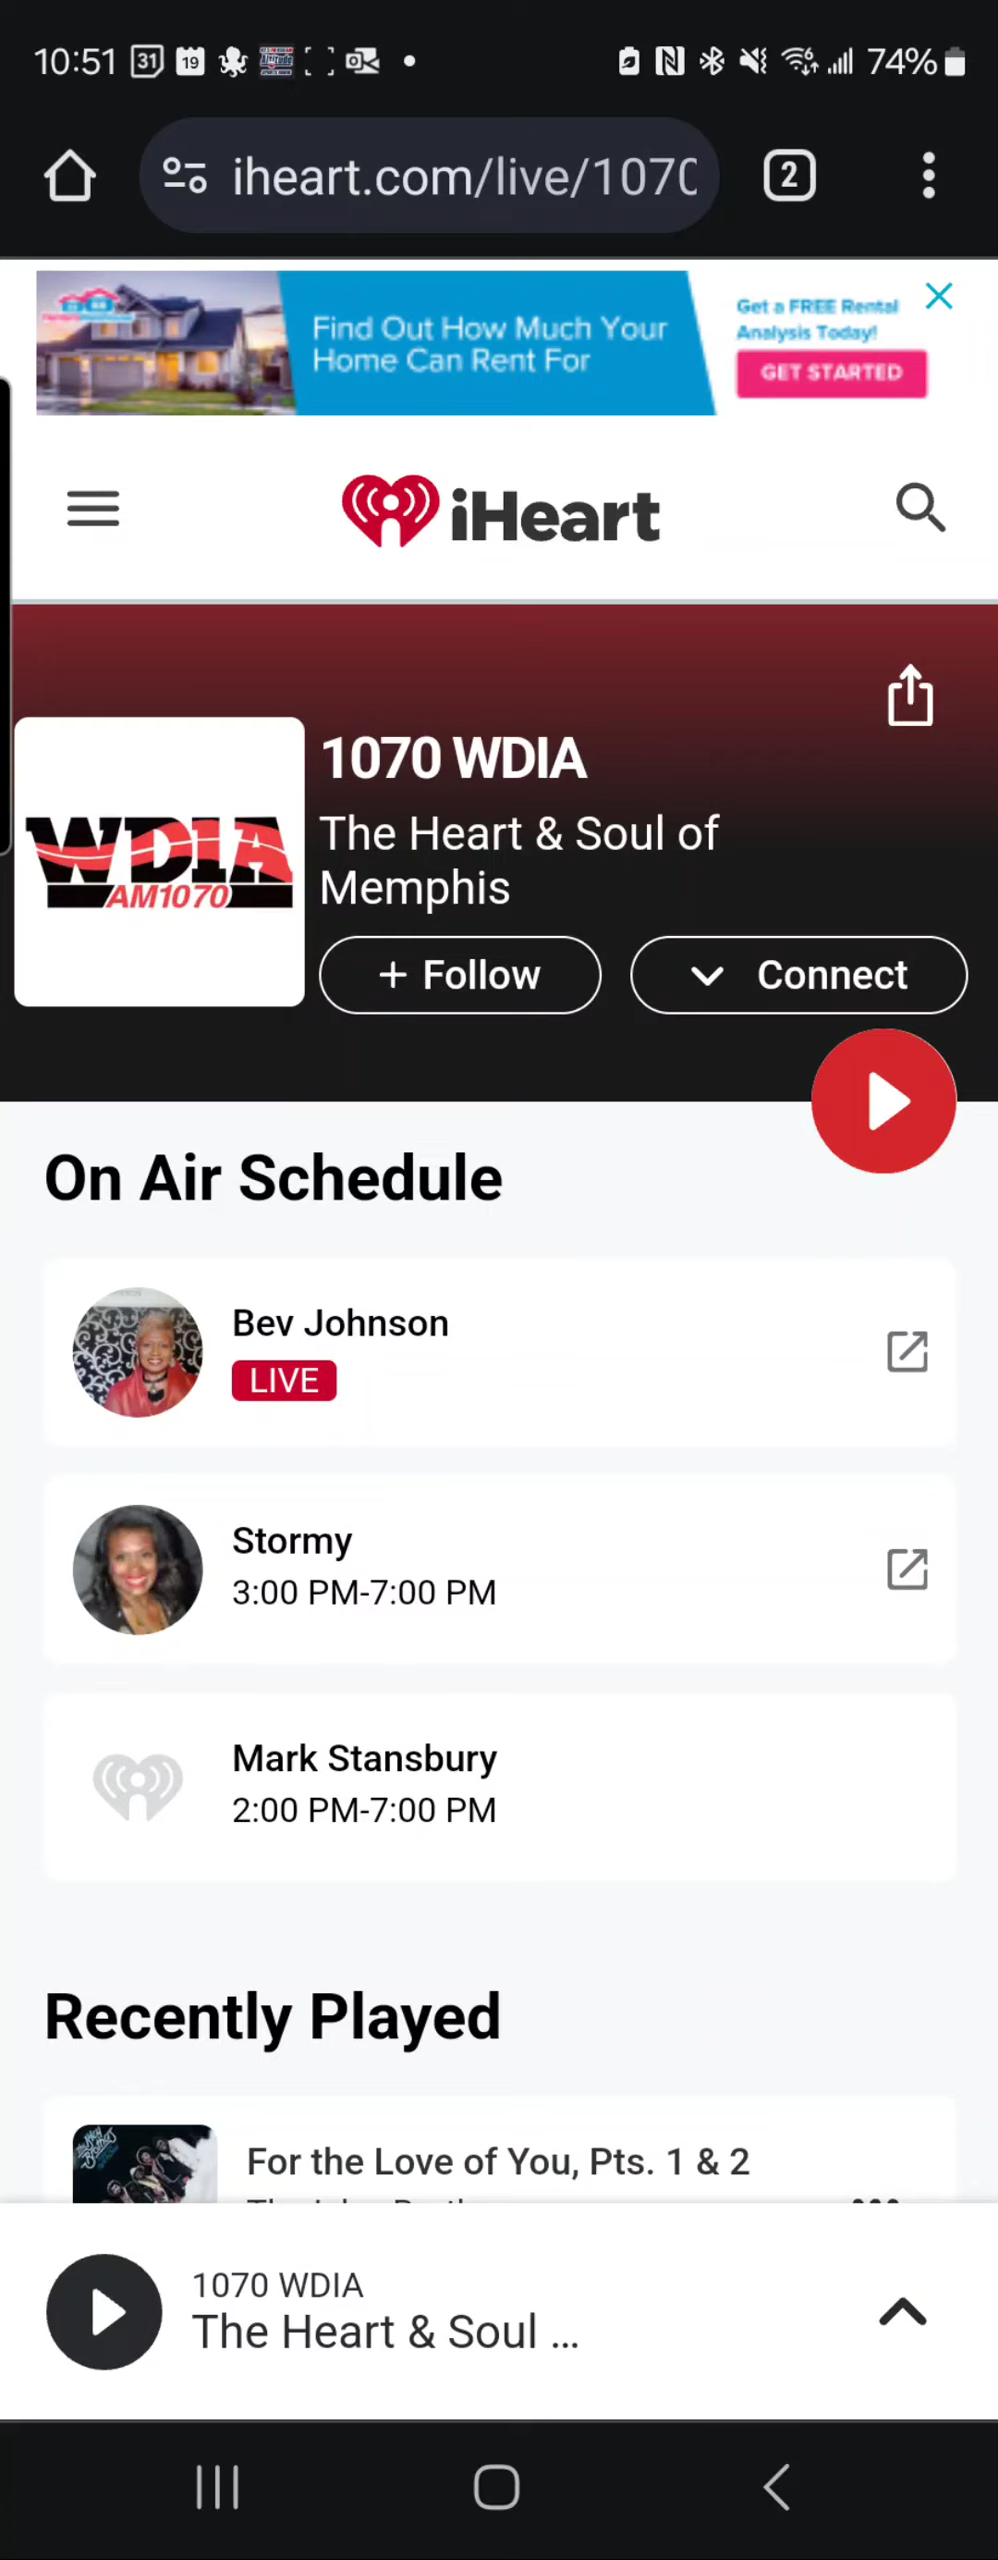 10:51 31 19 74%
iheart.com/live/1070 2
Find Out How Much Your
Home Can Rent For
Get a FREE Rental
Analysis Today!
GET STARTED
iHeart
1070 WDIA
The Heart & Soul of
Memphis
WDIA
AM1070
+ Follow
Connect
On Air Schedule
Bev Johnson
LIVE
Stormy
3:00 PM-7:00 PM
Mark Stansbury
2:00 PM-7:00 PM
Recently Played
For the Love of You, Pts. 1 & 2
1070 WDIA
The Heart & Soul ...